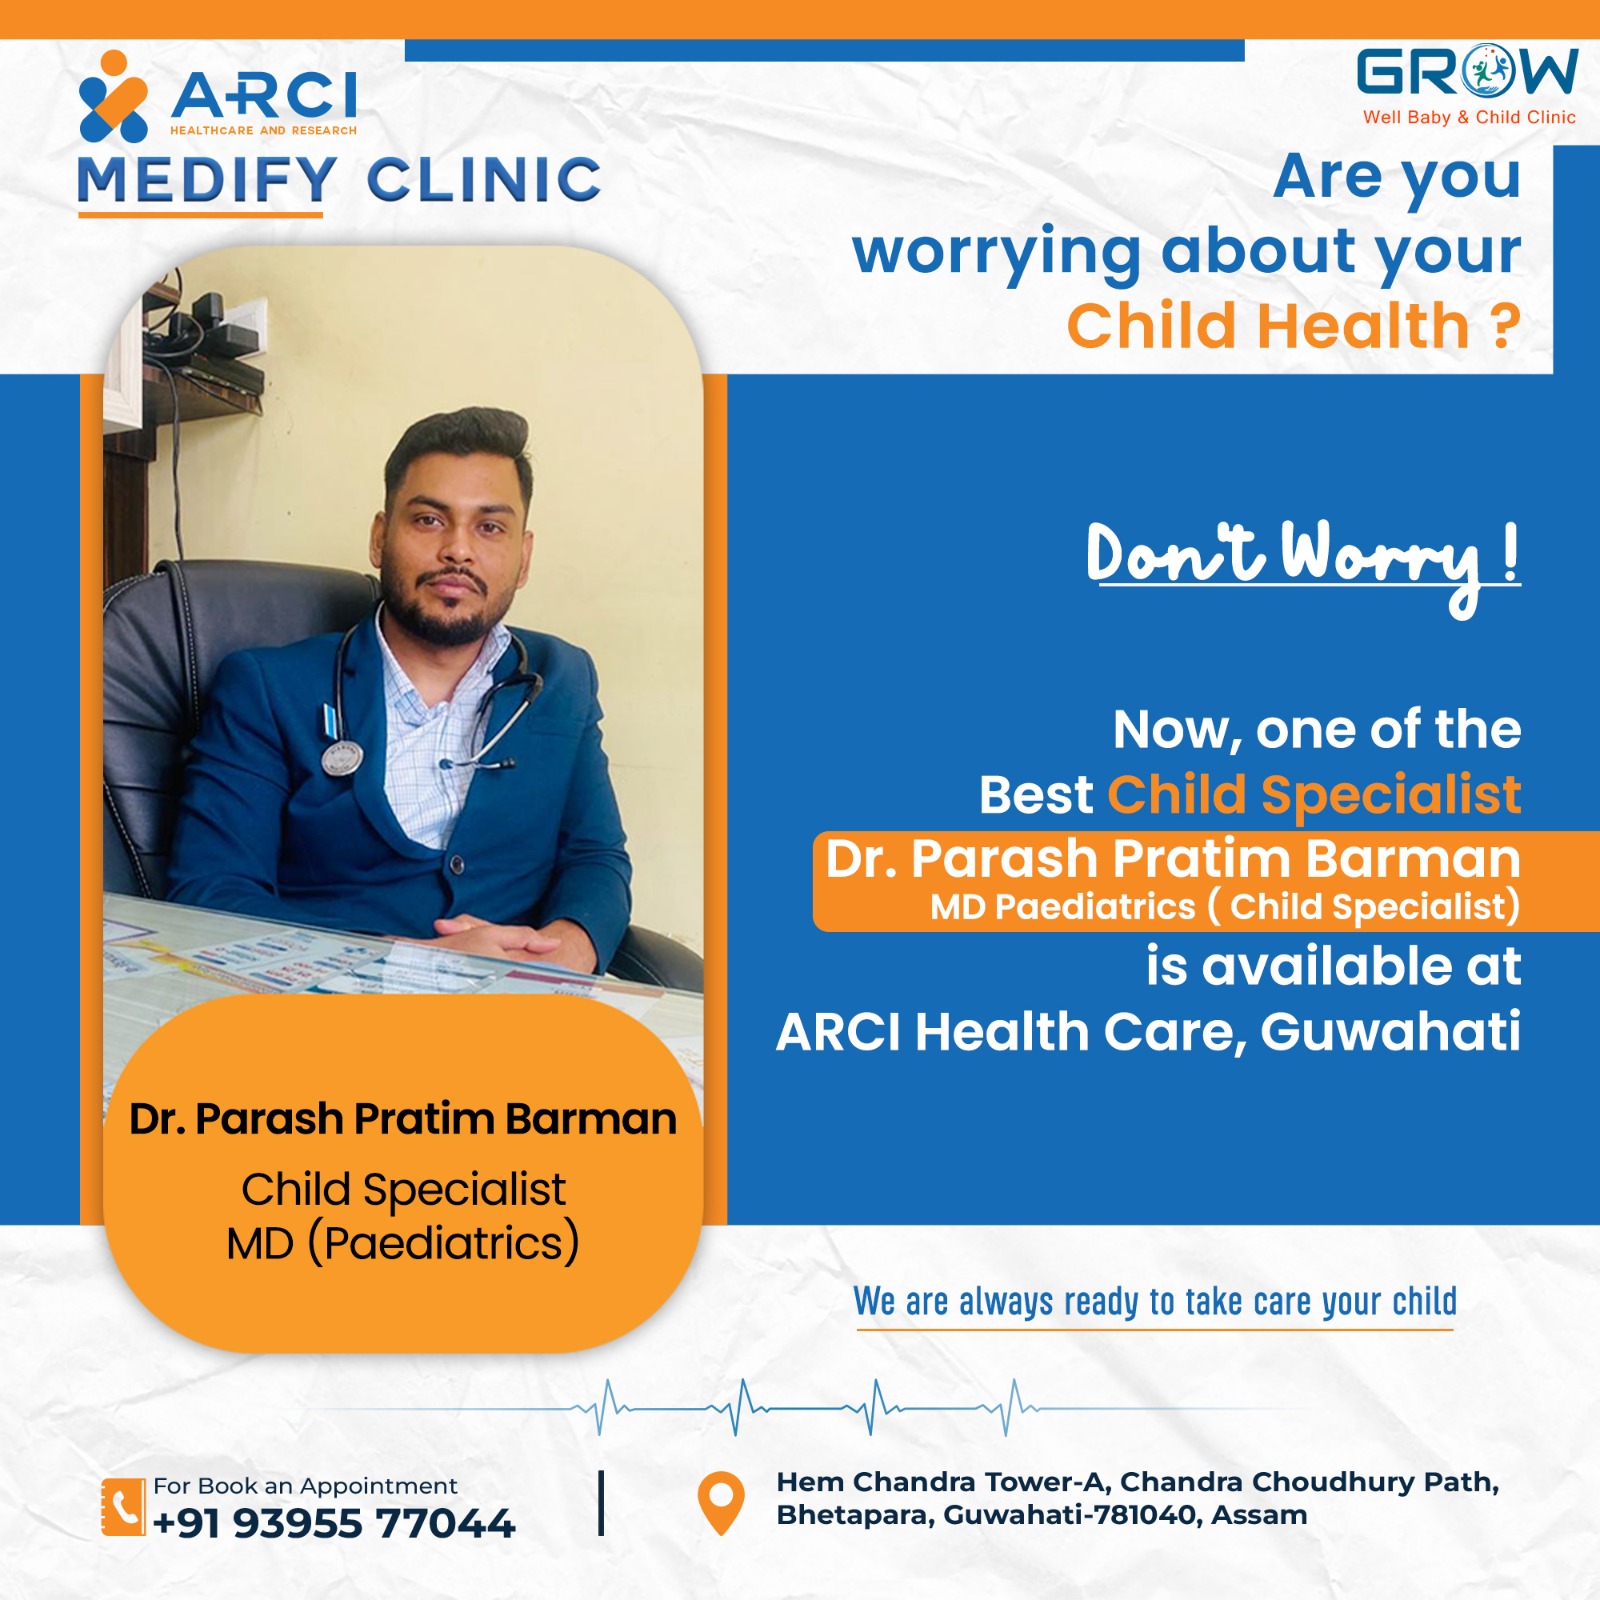 ARCI
HEALTHCARE AND RESEARCH
MEDIFY CLINIC
GROW
Well Baby & Child Clinic
Are you
worrying about your
Child Health ?
Don't Worry !
Now, one of the
Best Child Specialist
Dr. Parash Pratim Barman
MD Paediatrics ( Child Specialist)
is available at
ARCI Health Care, Guwahati
Dr. Parash Pratim Barman
Child Specialist
MD (Paediatrics)
We are always ready to take care your child
For Book an Appointment
+91 93955 77044
Hem Chandra Tower-A, Chandra Choudhury Path,
Bhetapara, Guwahati-781040, Assam